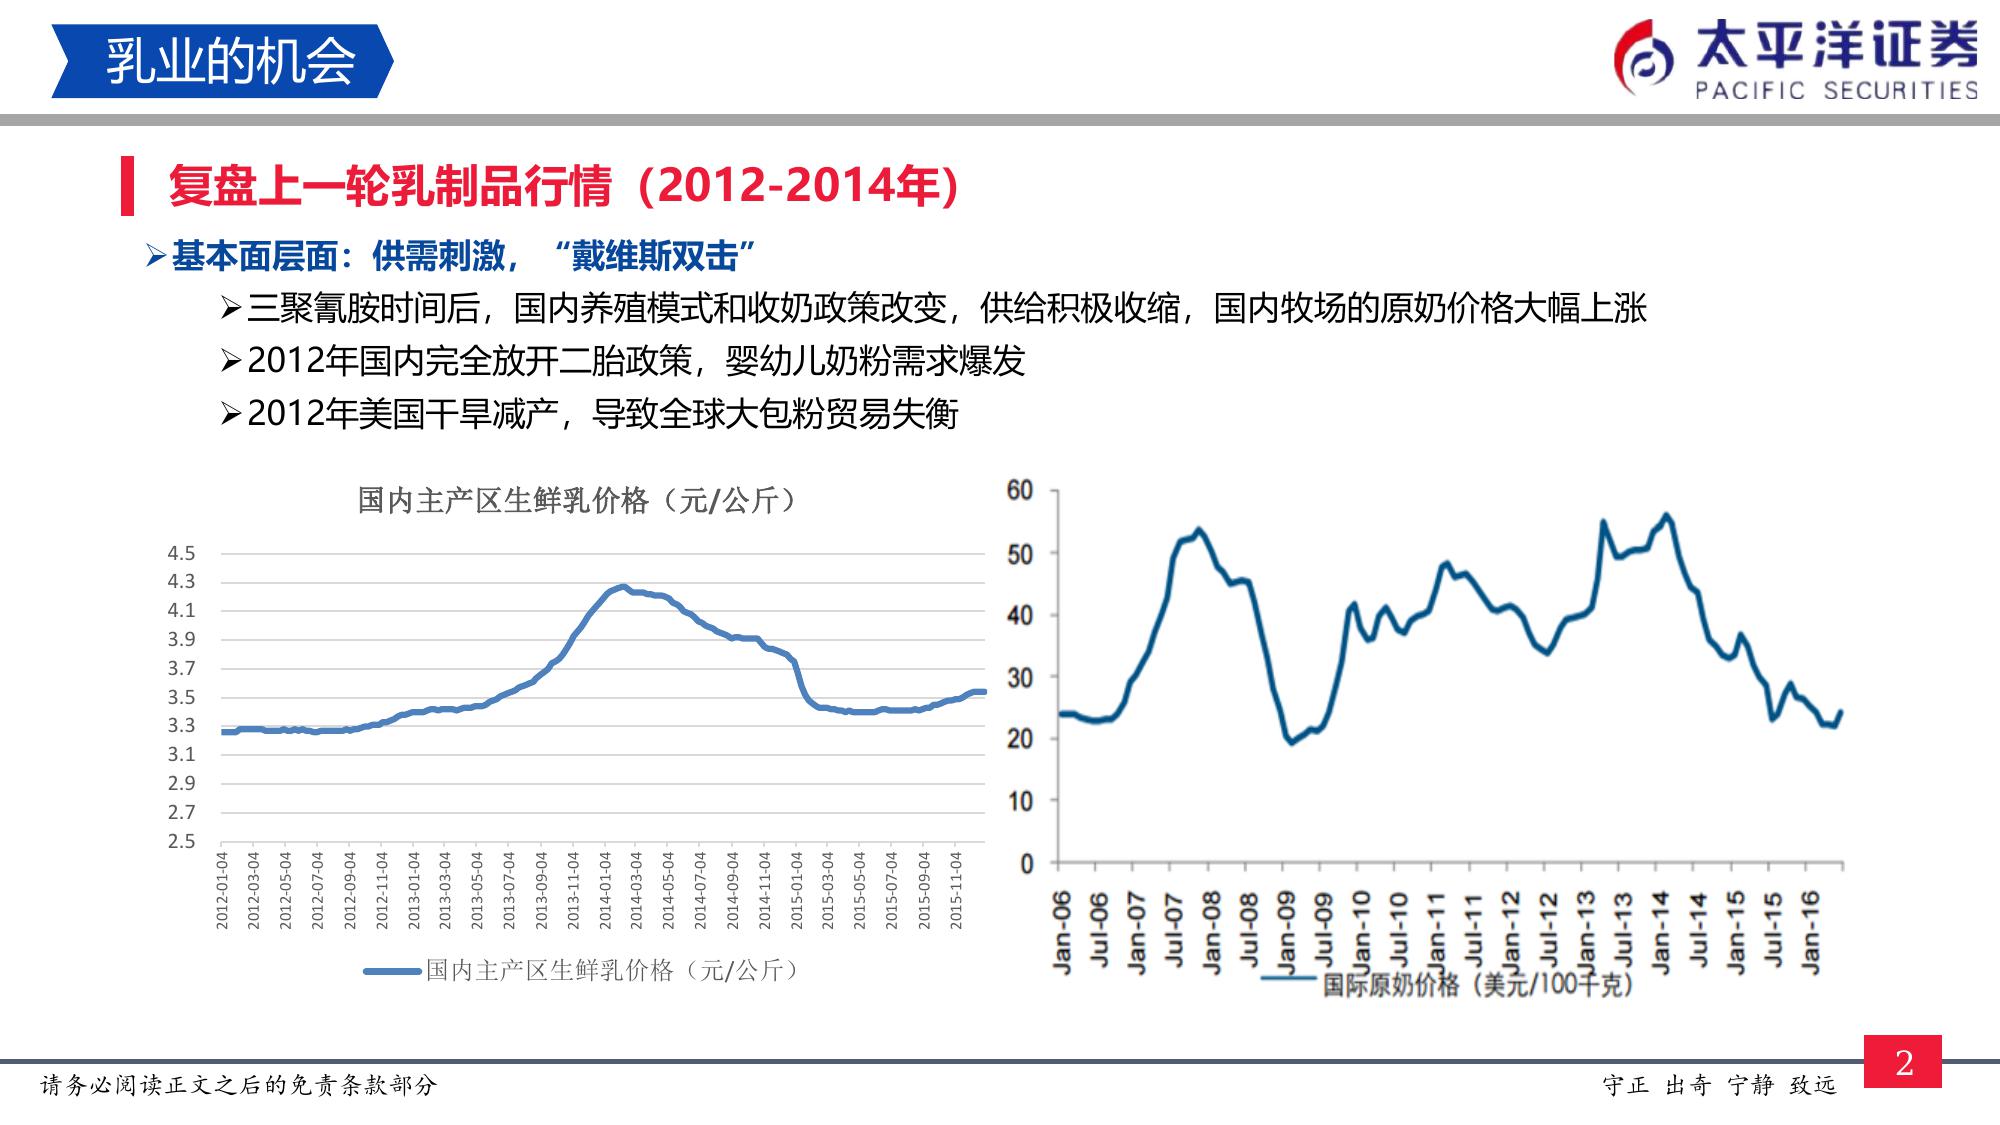 乳业的机会
太平洋证券
PACIFIC SECURITIES
复盘上一轮乳制品行情（2012-2014年）
基本面层面：供需刺激，“戴维斯双击”
三聚氰胺时间后，国内养殖模式和收奶政策改变，供给积极收缩，国内牧场的原奶价格大幅上涨
2012年国内完全放开二胎政策，婴幼儿奶粉需求爆发
2012年美国干旱减产，导致全球大包粉贸易失衡
国内主产区生鲜乳价格（元/公斤）
4.5
4.3
4.1
3.9
3.7
3.5
3.3
3.1
2.9
2.7
2.5
2012-01-04
2012-03-04
2012-05-04
2012-07-04
2012-09-04
2012-11-04
2013-01-04
2013-03-04
2013-05-04
2013-07-04
2013-09-04
2013-11-04
2014-01-04
2014-03-04
2014-05-04
2014-07-04
2014-09-04
2014-11-04
2015-01-04
2015-03-04
2015-05-04
2015-07-04
2015-09-04
2015-11-04
国内主产区生鲜乳价格（元/公斤）
60
50
40
30
20
10
0
Jan-06
Jul-06
Jan-07
Jul-07
Jan-08
Jul-08
Jan-09
Jul-09
Jan-10
Jul-10
Jan-11
Jul-11
Jan-12
Jul-12
Jan-13
Jul-13
Jan-14
Jul-14
Jan-15
Jul-15
Jan-16
国际原奶价格（美元/100千克）
请务必阅读正文之后的免责条款部分
守正 出奇 宁静 致远
2